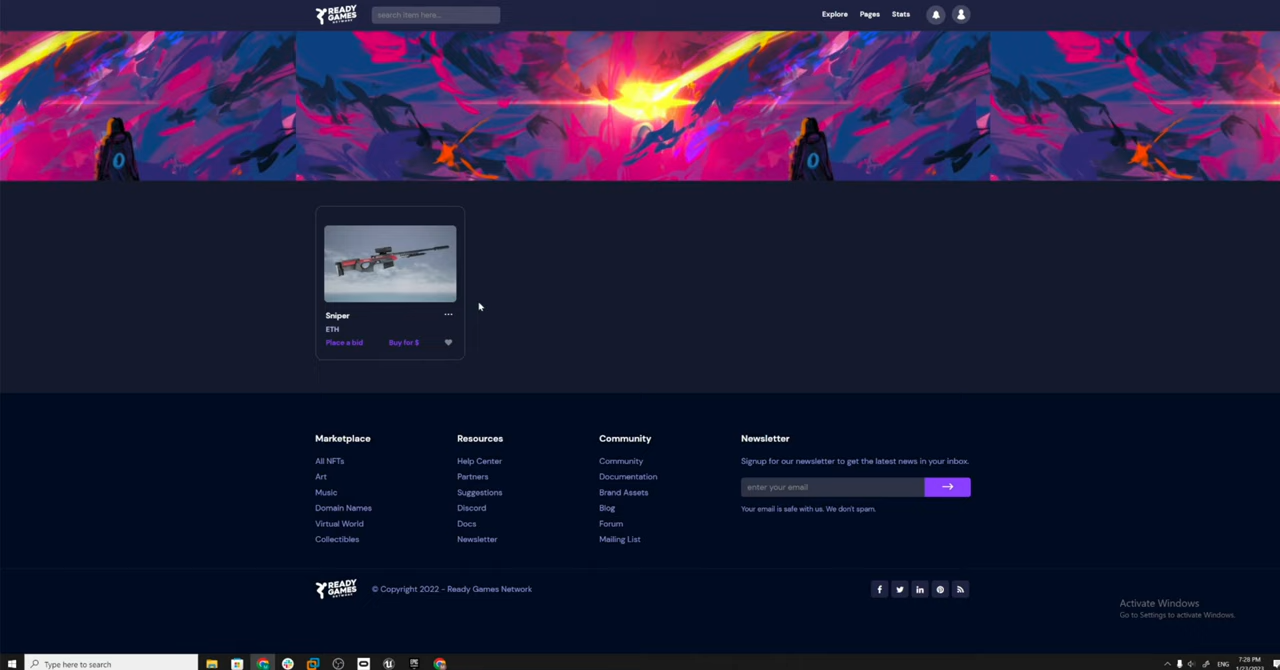 READY
GAMES
NETWORK
search item here...
Explore
Pages
Stats
0
0
Sniper
...
ETH
Place a bid
Buy for $
Marketplace
All NFTs
Art
Music
Domain Names
Virtual World
Collectibles
Resources
Help Center
Partners
Suggestions
Discord
Docs
Newsletter
Community
Community
Documentation
Brand Assets
Blog
Forum
Mailing List
Newsletter
Signup for our newsletter to get the latest news in your inbox.
enter your email
Your email is safe with us. We don't spam.
READY
GAMES
NETWORK
© Copyright 2022 - Ready Games Network
Activate Windows
Go to Settings to activate Windows.
Type here to search
ENG
7:28 PM